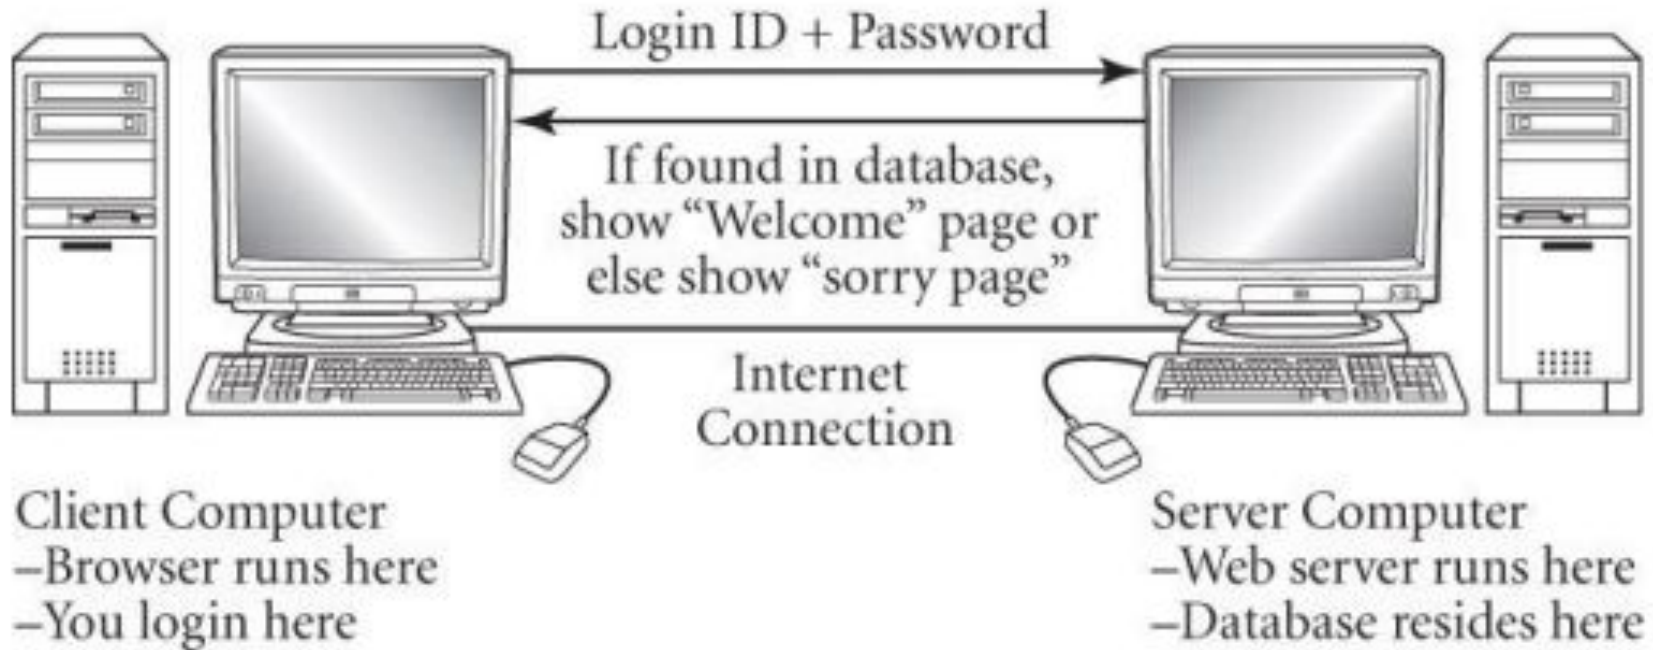 Login ID + Password
If found in database,
show “Welcome” page or
else show “sorry page”
Internet
Connection
Client Computer
–Browser runs here
–You login here
Server Computer
–Web server runs here
–Database resides here